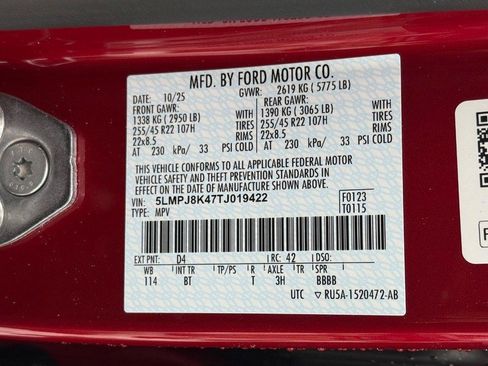 MFD. BY FORD MOTOR CO.
DATE: 10/25 GVWR: 2619 KG ( 5775 LB)
FRONT GAWR: REAR GAWR:
1338 KG ( 2950 LB) WITH 1390 KG ( 3065 LB) WITH
255/45 R22 107H TIRES 255/45 R22 107H TIRES
22x8.5 RIMS 22x8.5 RIMS
AT 230 kPa/ 33 PSI COLD AT 230 kPa/ 33 PSI COLD
THIS VEHICLE CONFORMS TO ALL APPLICABLE FEDERAL MOTOR
VEHICLE SAFETY AND THEFT PREVENTION STANDARDS IN EFFECT
ON THE DATE OF MANUFACTURE SHOWN ABOVE.
VIN: 5LMPJ8K47TJ019422 F0123
TYPE: MPV T0115
EXT PNT: D4 RC: 42 DSO:
WB INT TR TP/PS R AXLE TR SPR
114 BT T 3H BBBB
UTC RU5A-1520472-AB